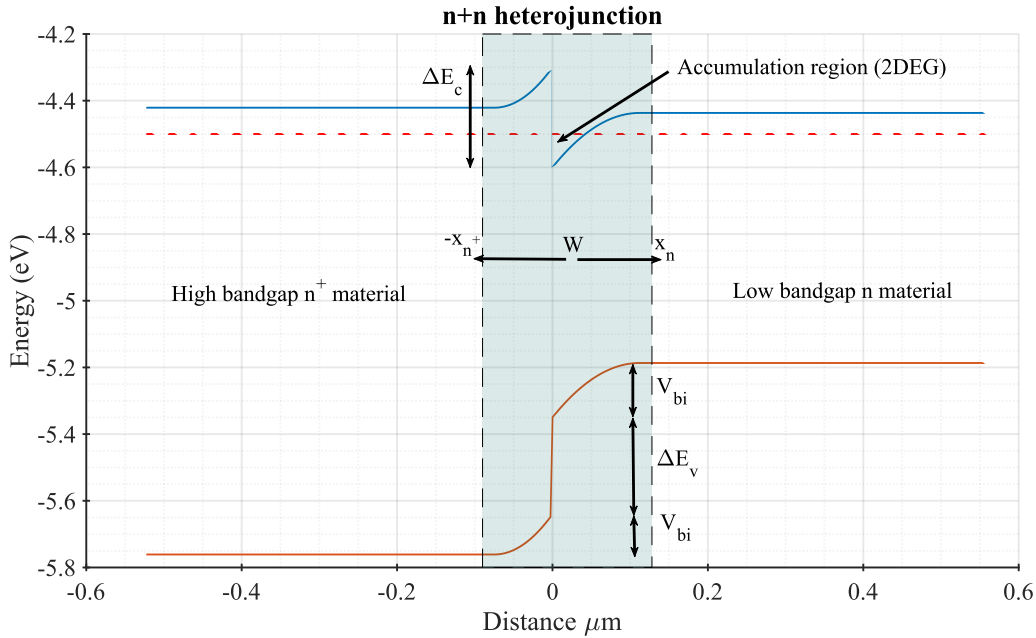 n+n heterojunction
-4.2
ΔE_c
Accumulation region (2DEG)
-4.4
-4.6
-4.8
-x_n^+
W
x_n
High bandgap n^+ material
Low bandgap n material
-5
Energy (eV)
-5.2
V_bi
-5.4
ΔE_v
-5.6
V_bi
-5.8
-0.6
-0.4
-0.2
0
0.2
0.4
0.6
Distance μm